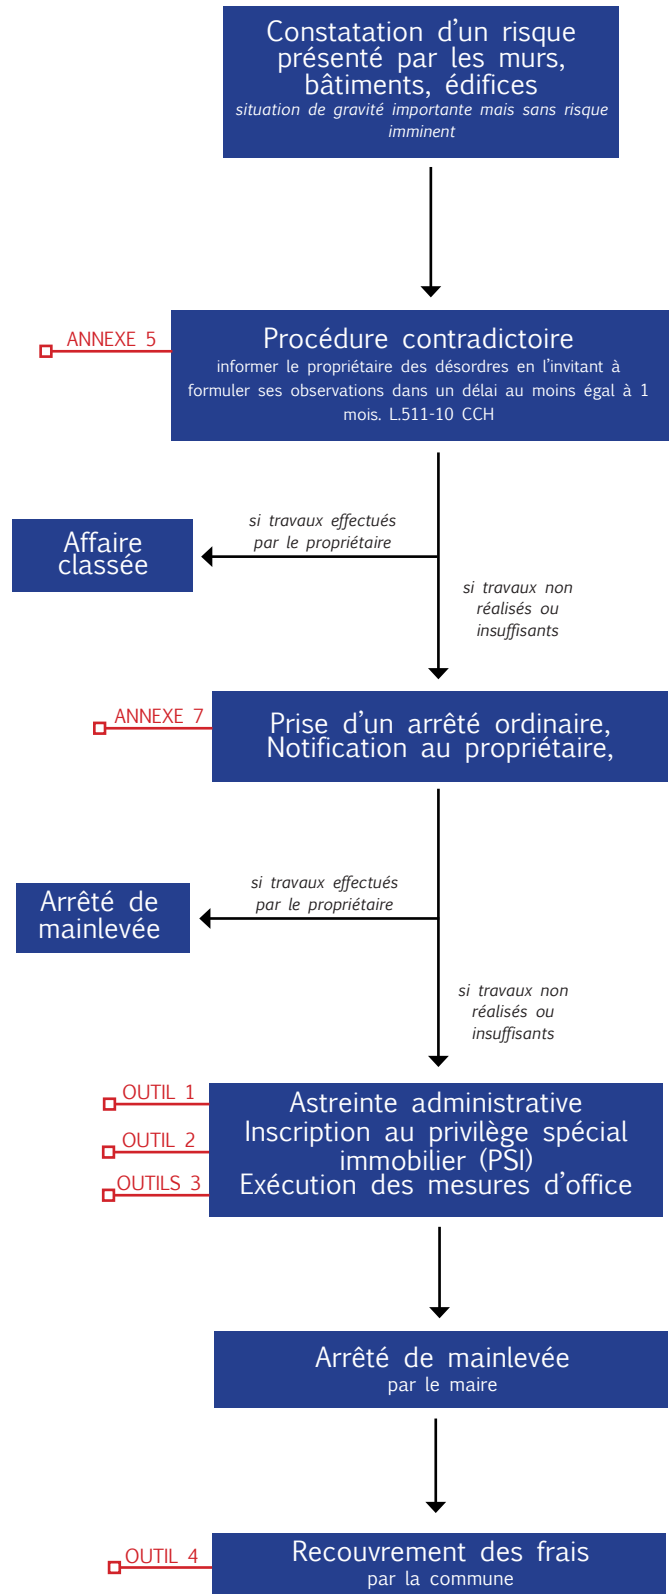 Constatation d’un risque
présenté par les murs,
bâtiments, édifices
situation de gravité importante mais sans risque
imminent
ANNEXE 5
Procédure contradictoire
informer le propriétaire des désordres en l’invitant à
formuler ses observations dans un délai au moins égal à 1
mois. L.511-10 CCH
si travaux effectués
par le propriétaire
Affaire
classée
si travaux non
réalisés ou
insuffisants
ANNEXE 7
Prise d’un arrêté ordinaire,
Notification au propriétaire,
si travaux effectués
par le propriétaire
Arrêté de
mainlevée
si travaux non
réalisés ou
insuffisants
OUTIL 1
Astreinte administrative
OUTIL 2
Inscription au privilège spécial
immobilier (PSI)
OUTILS 3
Exécution des mesures d’office
Arrêté de mainlevée
par le maire
OUTIL 4
Recouvrement des frais
par la commune